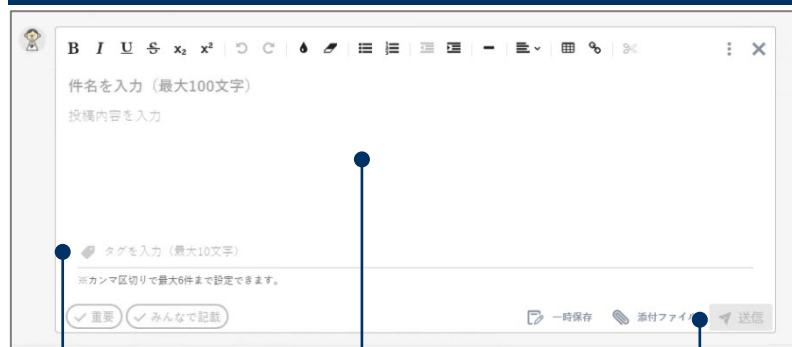 B I U S x₂ x²
件名を入力（最大100文字）
投稿内容を入力
タグを入力（最大10文字）
※カンマ区切りで最大6件まで設定できます。
重要 みんなで記載 一時保存 添付ファイル 送信